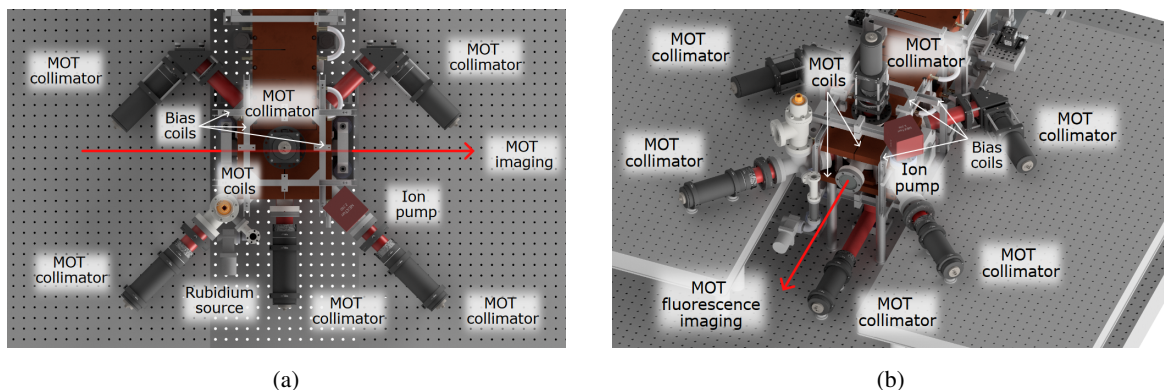 MOT
collimator
MOT
collimator
MOT
collimator
Bias
coils
MOT
imaging
MOT coils
Ion
pump
MOT
collimator
Rubidium
source
MOT
collimator
MOT
collimator
(a)
MOT
collimator
MOT
coils
MOT
collimator
MOT
collimator
MOT
collimator
Bias
coils
Ion
pump
MOT
collimator
MOT
fluorescence
imaging
MOT
collimator
(b)